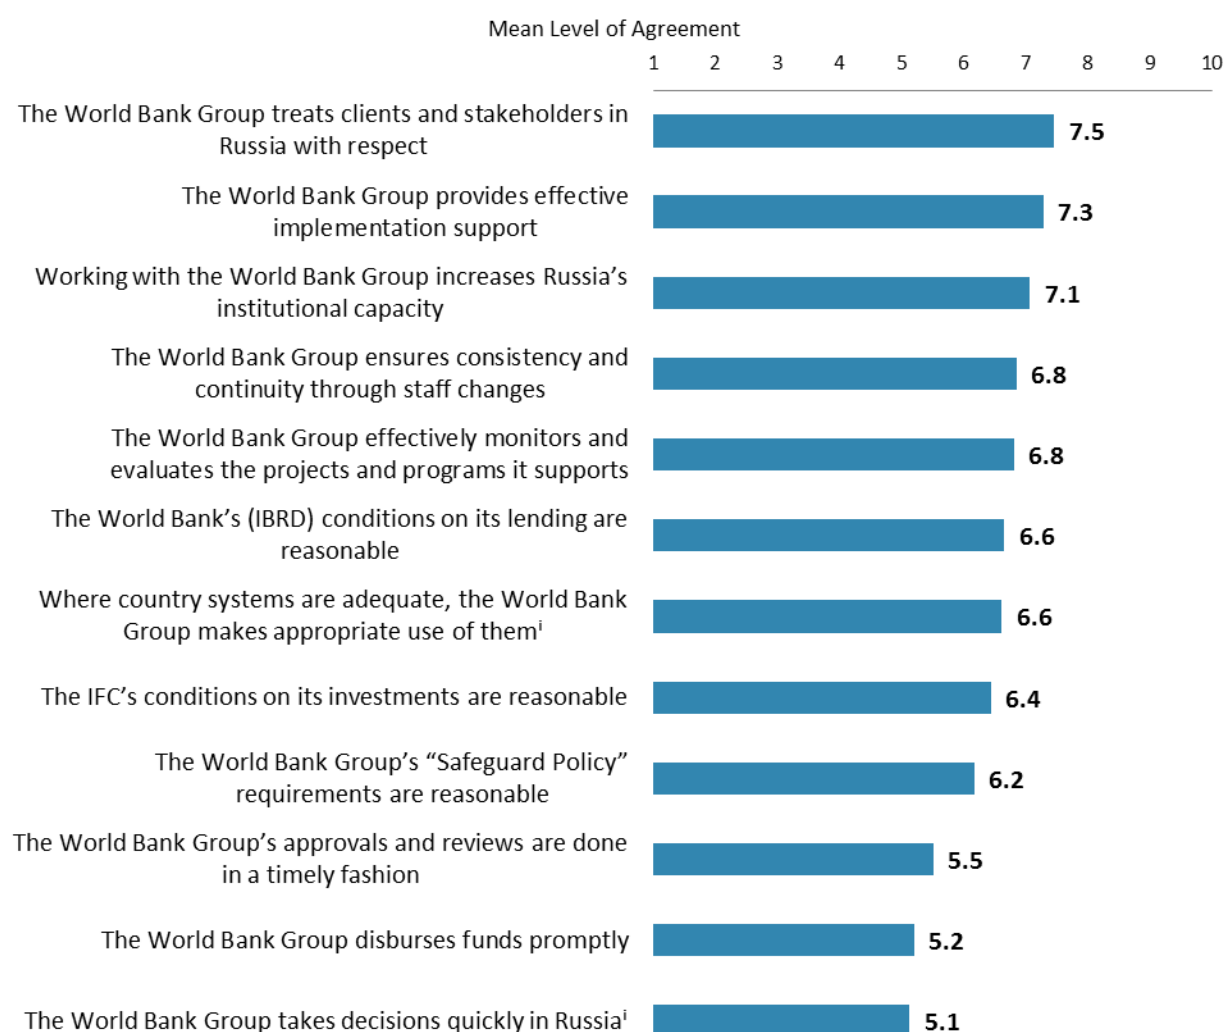 Mean Level of Agreement
1 2 3 4 5 6 7 8 9 10
The World Bank Group treats clients and stakeholders in
Russia with respect
7.5
The World Bank Group provides effective
implementation support
7.3
Working with the World Bank Group increases Russia’s
institutional capacity
7.1
The World Bank Group ensures consistency and
continuity through staff changes
6.8
The World Bank Group effectively monitors and
evaluates the projects and programs it supports
6.8
The World Bank’s (IBRD) conditions on its lending are
reasonable
6.6
Where country systems are adequate, the World Bank
Group makes appropriate use of themⁱ
6.6
The IFC’s conditions on its investments are reasonable
6.4
The World Bank Group’s “Safeguard Policy”
requirements are reasonable
6.2
The World Bank Group’s approvals and reviews are done
in a timely fashion
5.5
The World Bank Group disburses funds promptly
5.2
The World Bank Group takes decisions quickly in Russiaⁱ
5.1